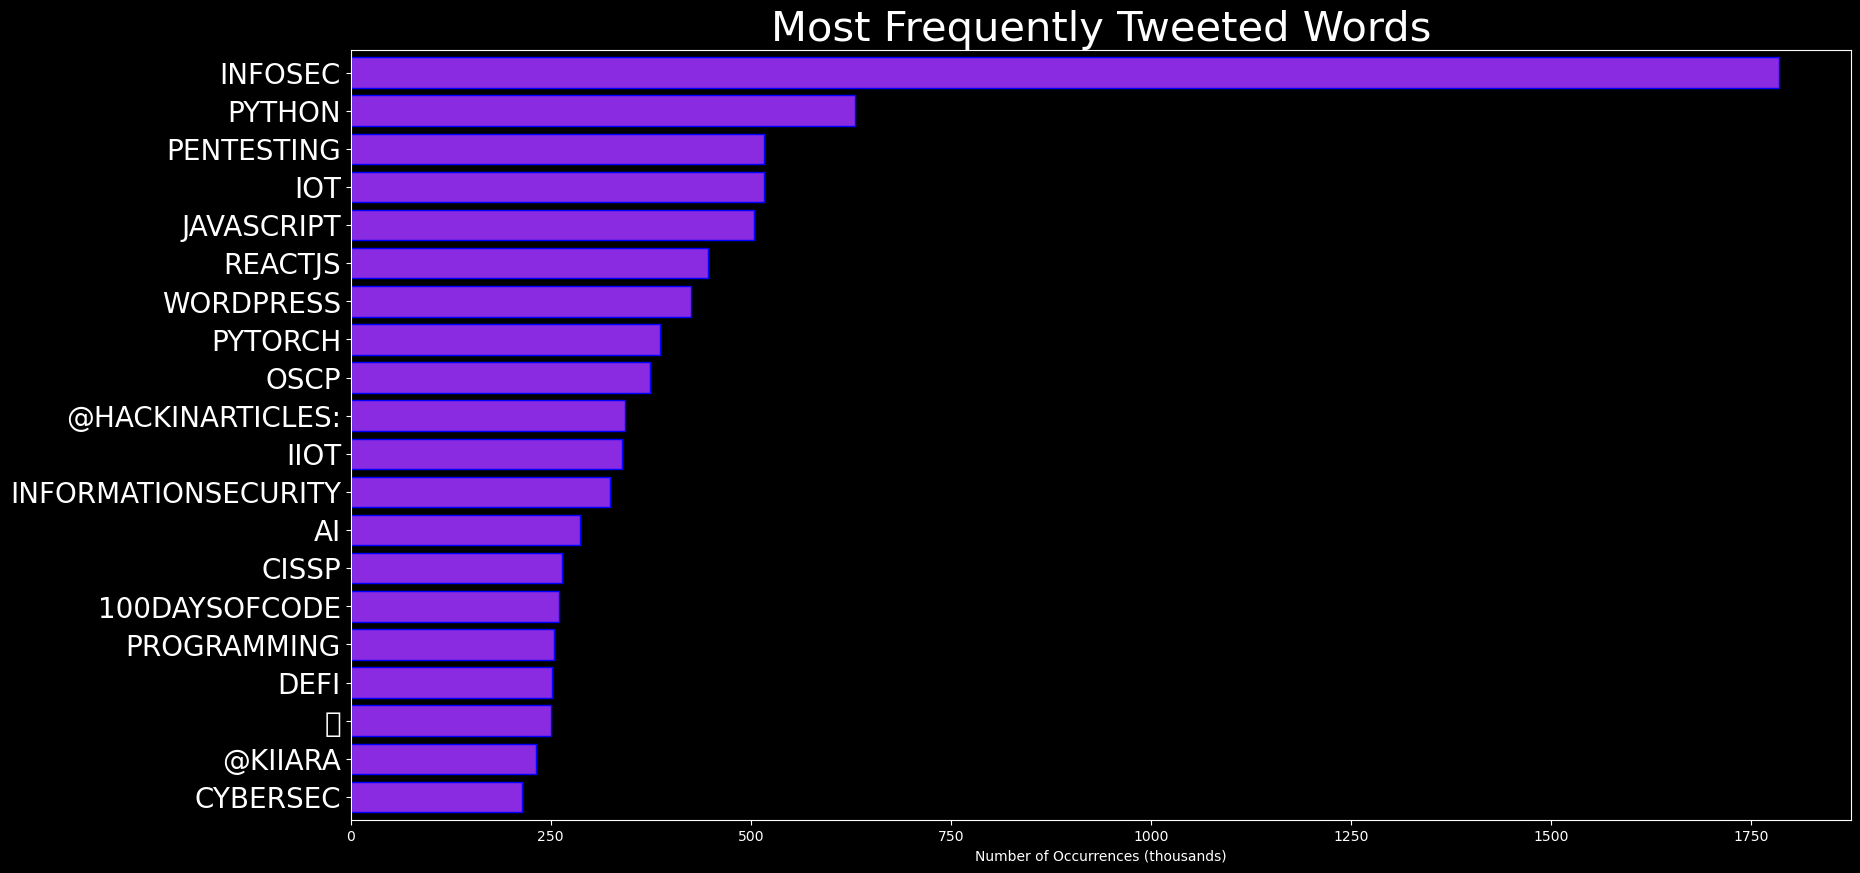 Most Frequently Tweeted Words
INFOSEC
PYTHON
PENTESTING
IOT
JAVASCRIPT
REACTJS
WORDPRESS
PYTORCH
OSCP
@HACKINARTICLES:
IIOT
INFORMATIONSECURITY
AI
CISSP
100DAYSOFCODE
PROGRAMMING
DEFI
@KIIARA
CYBERSEC
0 250 500 750 1000 1250 1500 1750
Number of Occurrences (thousands)